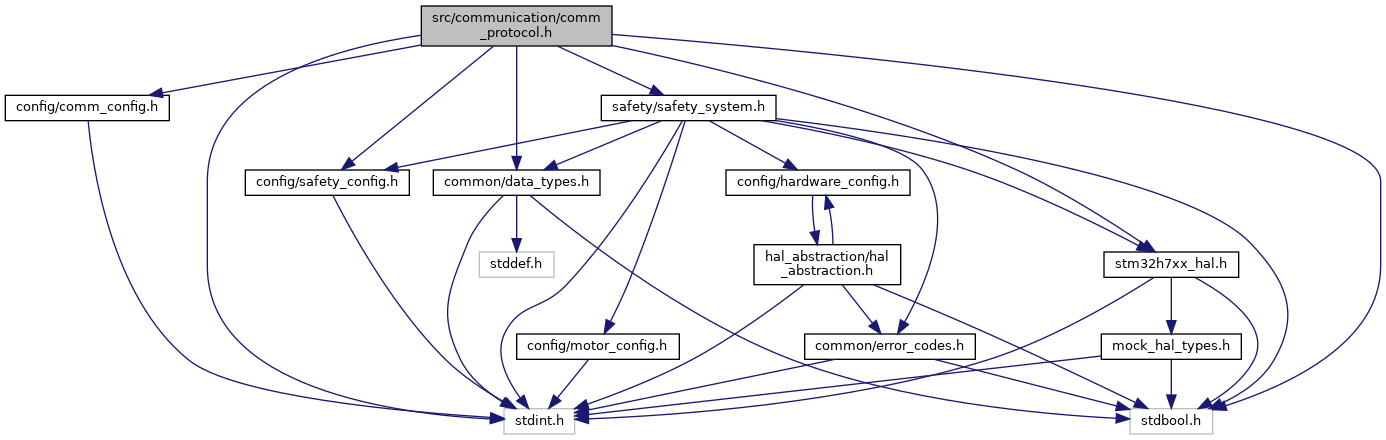 src/communication/comm
_protocol.h
config/comm_config.h
safety/safety_system.h
config/safety_config.h
common/data_types.h
config/hardware_config.h
stddef.h
hal_abstraction/hal
_abstraction.h
stm32h7xx_hal.h
config/motor_config.h
common/error_codes.h
mock_hal_types.h
stdint.h
stdbool.h